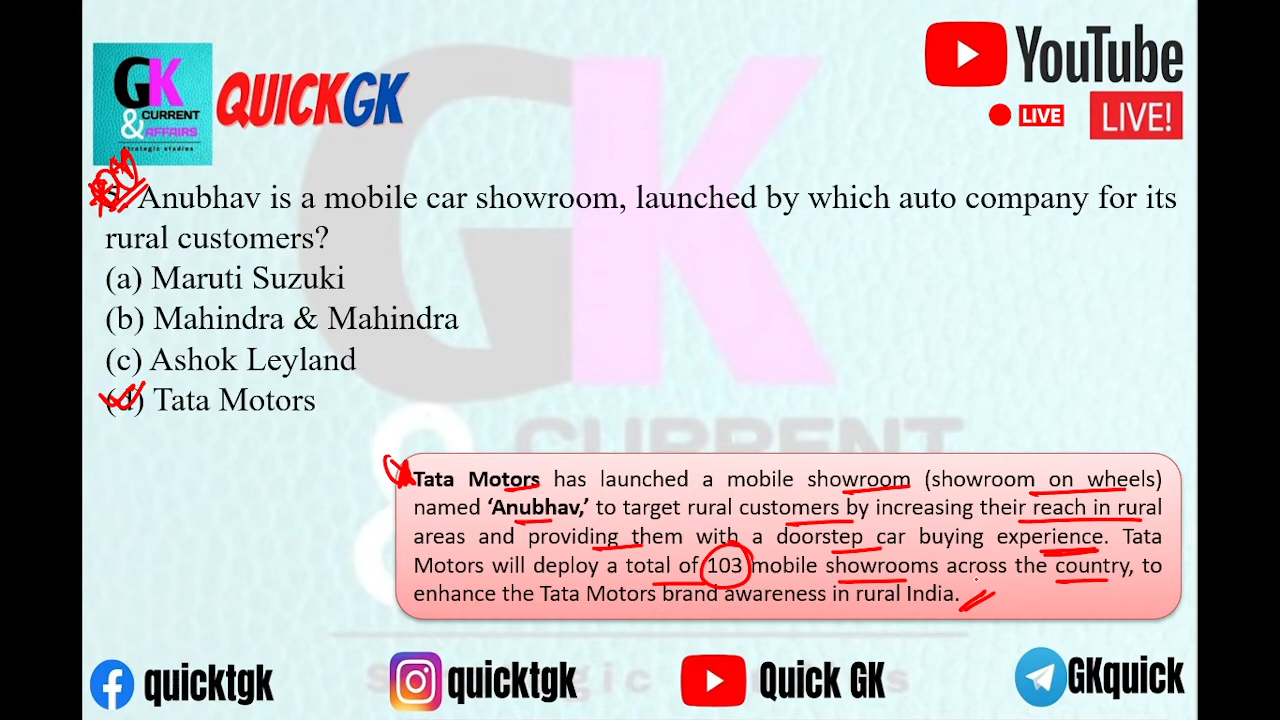 GK
CURRENT
& AFFAIRS
Strategic studies
QUICKGK
YouTube
LIVE
LIVE!
5. Anubhav is a mobile car showroom, launched by which auto company for its
rural customers?
(a) Maruti Suzuki
(b) Mahindra & Mahindra
(c) Ashok Leyland
(d) Tata Motors
GK
& CURRENT
Tata Motors has launched a mobile showroom (showroom on wheels)
named ‘Anubhav,’ to target rural customers by increasing their reach in rural
areas and providing them with a doorstep car buying experience. Tata
Motors will deploy a total of 103 mobile showrooms across the country, to
enhance the Tata Motors brand awareness in rural India.
quicktgk
quicktgk
Quick GK
GKquick